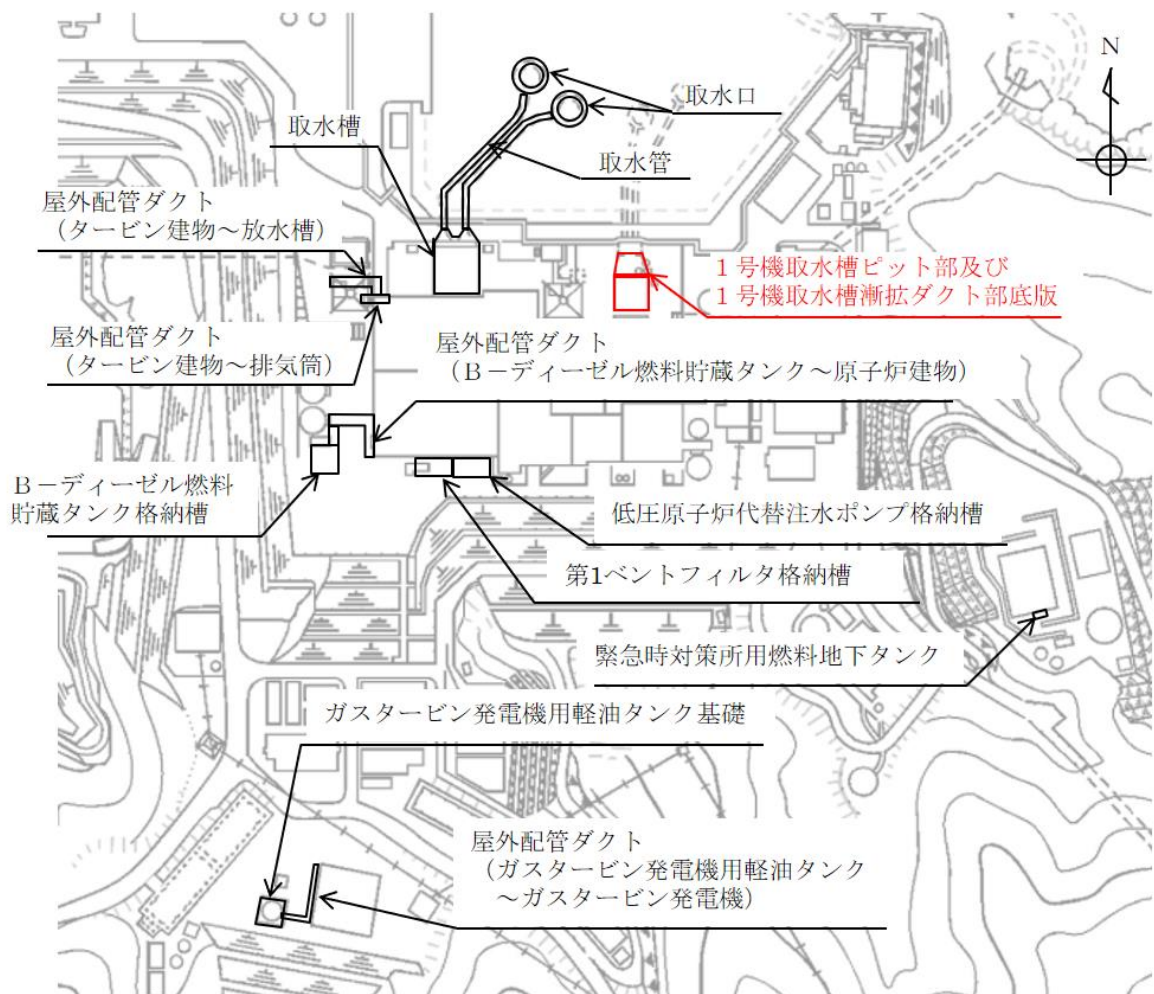 N
取水口
取水槽
取水管
屋外配管ダクト
（タービン建物～放水槽）
１号機取水槽ピット部及び
１号機取水槽漸拡ダクト部底版
屋外配管ダクト
（タービン建物～排気筒）
屋外配管ダクト
（Ｂ－ディーゼル燃料貯蔵タンク～原子炉建物）
Ｂ－ディーゼル燃料
貯蔵タンク格納槽
低圧原子炉代替注水ポンプ格納槽
第1ベントフィルタ格納槽
緊急時対策所用燃料地下タンク
ガスタービン発電機用軽油タンク基礎
屋外配管ダクト
（ガスタービン発電機用軽油タンク
～ガスタービン発電機）